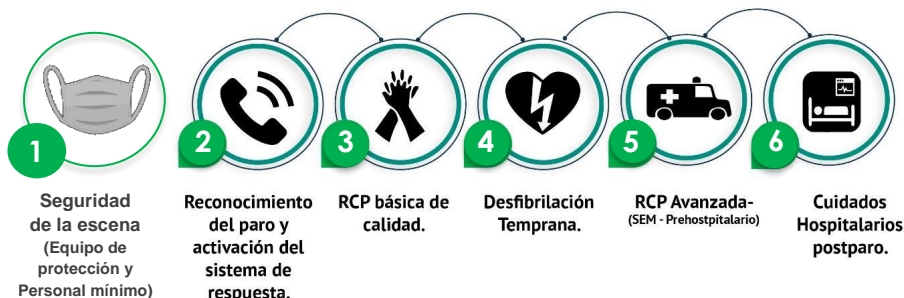 1
Seguridad
de la escena
(Equipo de
protección y
Personal mínimo)
2
Reconocimiento
del paro y
activación del
sistema de
respuesta.
3
RCP básica de
calidad.
4
Desfibrilación
Temprana.
5
RCP Avanzada-
(SEM - Prehostpitalario)
6
Cuidados
Hospitalarios
postparo.